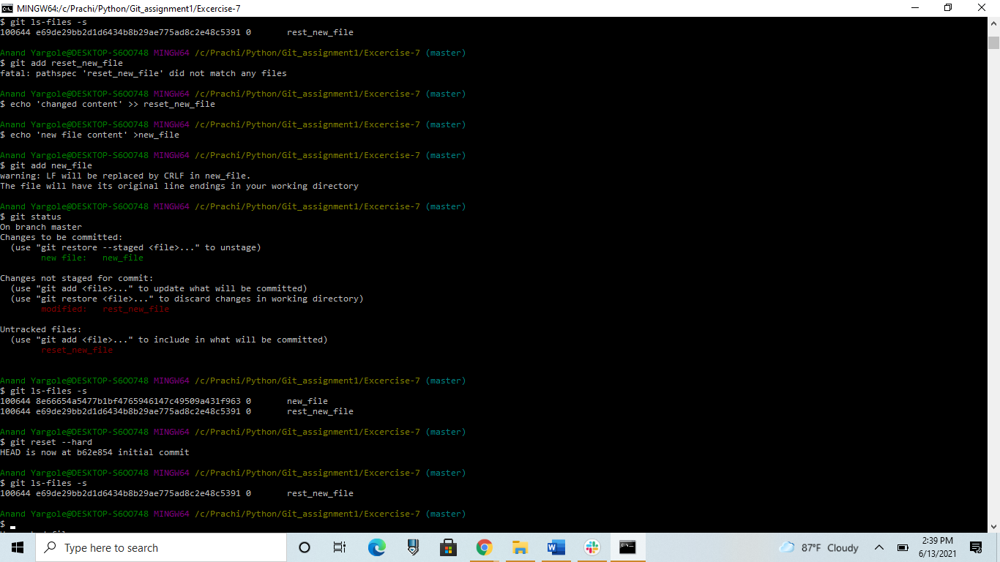 MINGW64:/c/Prachi/Python/Git_assignment1/Excercise-7
$ git ls-files -s
100644 e69de29bb2d1d6434b8b29ae775ad8c2e48c5391 0       rest_new_file
Anand Yargole@DESKTOP-S6OO748 MINGW64 /c/Prachi/Python/Git_assignment1/Excercise-7 (master)
$ git add reset_new_file
fatal: pathspec 'reset_new_file' did not match any files
Anand Yargole@DESKTOP-S6OO748 MINGW64 /c/Prachi/Python/Git_assignment1/Excercise-7 (master)
$ echo 'changed content' >> reset_new_file
Anand Yargole@DESKTOP-S6OO748 MINGW64 /c/Prachi/Python/Git_assignment1/Excercise-7 (master)
$ echo 'new file content' >new_file
Anand Yargole@DESKTOP-S6OO748 MINGW64 /c/Prachi/Python/Git_assignment1/Excercise-7 (master)
$ git add new_file
warning: LF will be replaced by CRLF in new_file.
The file will have its original line endings in your working directory
Anand Yargole@DESKTOP-S6OO748 MINGW64 /c/Prachi/Python/Git_assignment1/Excercise-7 (master)
$ git status
On branch master
Changes to be committed:
  (use "git restore --staged <file>..." to unstage)
        new file:   new_file
Changes not staged for commit:
  (use "git add <file>..." to update what will be committed)
  (use "git restore <file>..." to discard changes in working directory)
        modified:   rest_new_file
Untracked files:
  (use "git add <file>..." to include in what will be committed)
        reset_new_file
Anand Yargole@DESKTOP-S6OO748 MINGW64 /c/Prachi/Python/Git_assignment1/Excercise-7 (master)
$ git ls-files -s
100644 8e66654a5477b1bf4765946147c49509a431f963 0       new_file
100644 e69de29bb2d1d6434b8b29ae775ad8c2e48c5391 0       rest_new_file
Anand Yargole@DESKTOP-S6OO748 MINGW64 /c/Prachi/Python/Git_assignment1/Excercise-7 (master)
$ git reset --hard
HEAD is now at b62e854 initial commit
Anand Yargole@DESKTOP-S6OO748 MINGW64 /c/Prachi/Python/Git_assignment1/Excercise-7 (master)
$ git ls-files -s
100644 e69de29bb2d1d6434b8b29ae775ad8c2e48c5391 0       rest_new_file
Anand Yargole@DESKTOP-S6OO748 MINGW64 /c/Prachi/Python/Git_assignment1/Excercise-7 (master)
$
Type here to search
87°F Cloudy
2:39 PM
6/13/2021